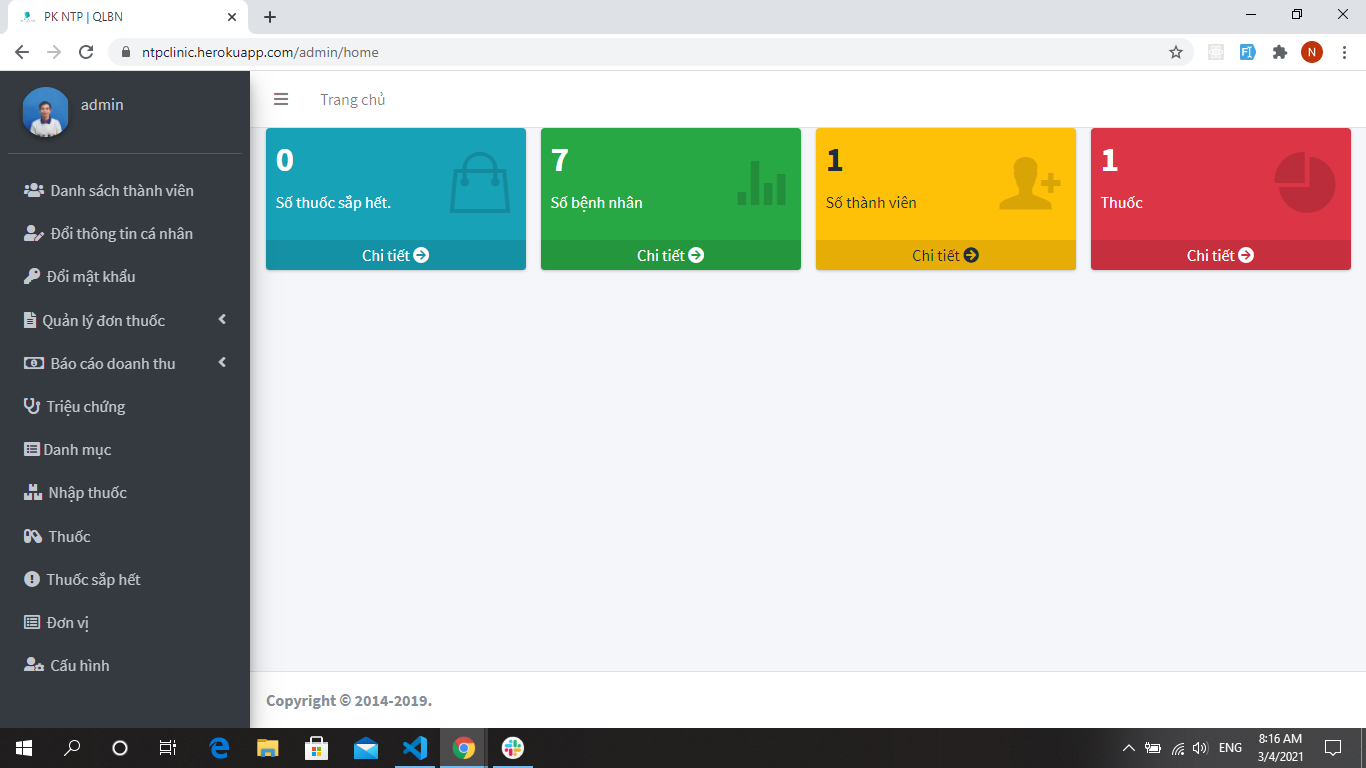 PK NTP | QLBN
ntpclinic.herokuapp.com/admin/home
N
admin
Trang chủ
Danh sách thành viên
Đổi thông tin cá nhân
Đổi mật khẩu
Quản lý đơn thuốc
Báo cáo doanh thu
Triệu chứng
Danh mục
Nhập thuốc
Thuốc
Thuốc sắp hết
Đơn vị
Cấu hình
0
Số thuốc sắp hết.
Chi tiết
7
Số bệnh nhân
Chi tiết
1
Số thành viên
Chi tiết
1
Thuốc
Chi tiết
Copyright © 2014-2019.
ENG
8:16 AM
3/4/2021